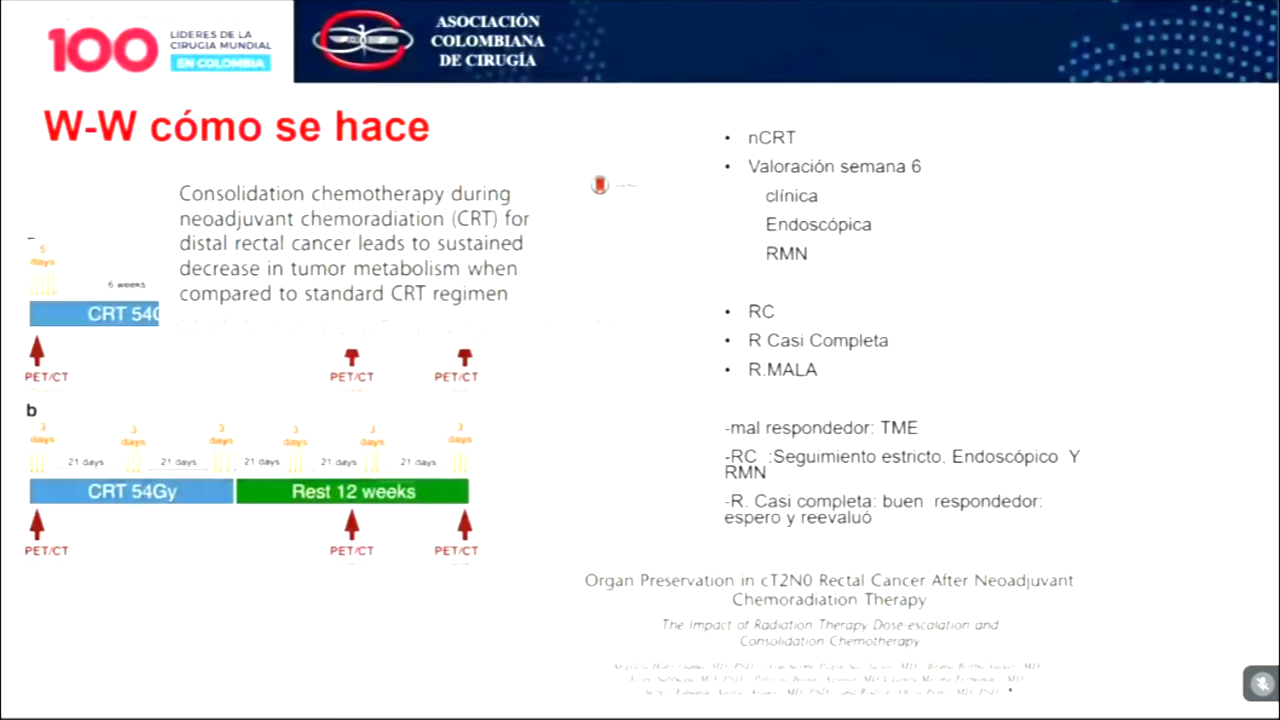 100
LIDERES DE LA
CIRUGIA MUNDIAL
EN COLOMBIA
ASOCIACIÓN
COLOMBIANA
DE CIRUGÍA
W-W cómo se hace
Consolidation chemotherapy during
neoadjuvant chemoradiation (CRT) for
distal rectal cancer leads to sustained
decrease in tumor metabolism when
compared to standard CRT regimen
5
days
6 weeks
CRT 54
PET/CT
PET/CT
PET/CT
b
3
days
3
days
3
days
3
days
3
days
3
days
21 days
21 days
21 days
21 days
21 days
CRT 54Gy
Rest 12 weeks
PET/CT
PET/CT
PET/CT
• nCRT
• Valoración semana 6
clínica
Endoscópica
RMN
• RC
• R Casi Completa
• R.MALA
-mal respondedor: TME
-RC :Seguimiento estricto, Endoscópico Y
RMN
-R. Casi completa: buen respondedor:
espero y reevaluó
Organ Preservation in cT2N0 Rectal Cancer After Neoadjuvant
Chemoradiation Therapy
The Impact of Radiation Therapy Dose-escalation and
Consolidation Chemotherapy